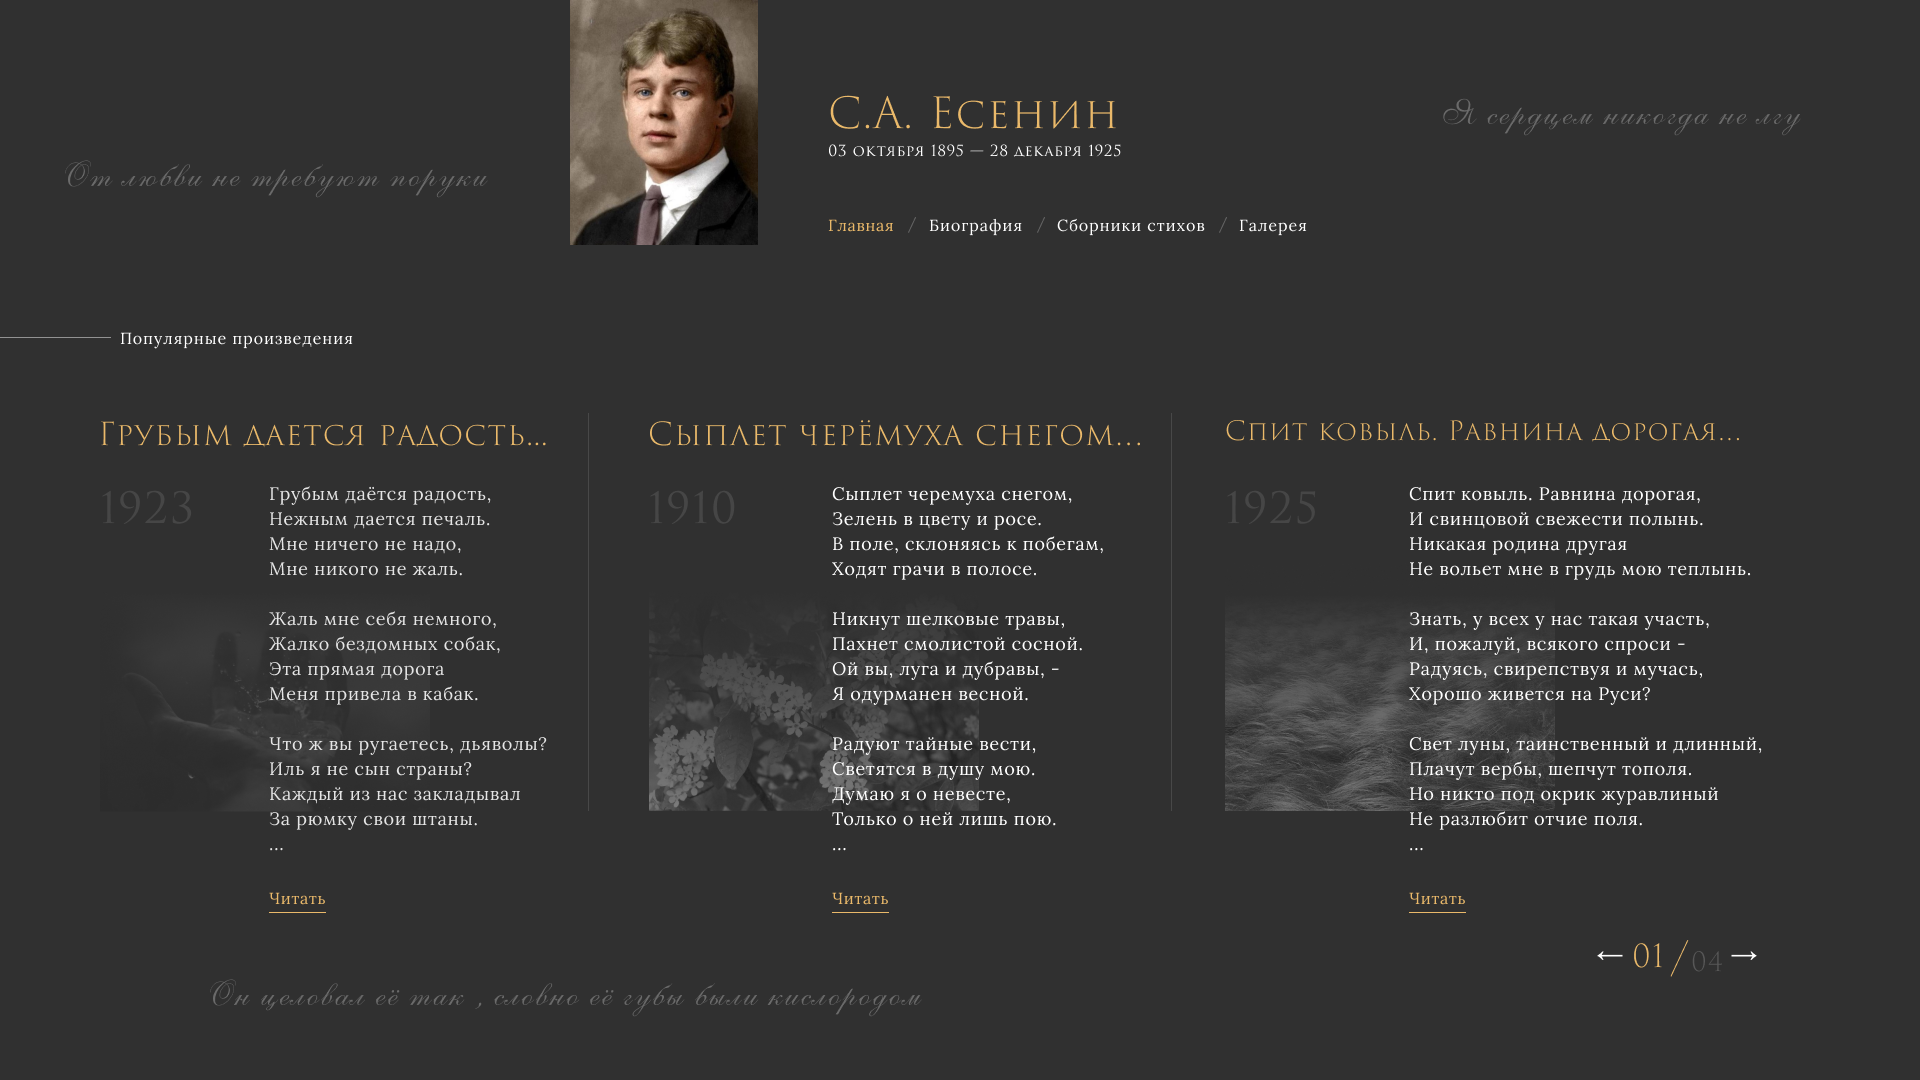 С.А. Есенин
03 октября 1895 — 28 декабря 1925
Я сердцем никогда не лгу
От любви не требуют поруки
Главная / Биография / Сборники стихов / Галерея
Популярные произведения
Грубым дается радость...
1923
Грубым даётся радость,
Нежным дается печаль.
Мне ничего не надо,
Мне никого не жаль.
Жаль мне себя немного,
Жалко бездомных собак,
Эта прямая дорога
Меня привела в кабак.
Что ж вы ругаетесь, дьяволы?
Иль я не сын страны?
Каждый из нас закладывал
За рюмку свои штаны.
...
Читать
Сыплет черёмуха снегом...
1910
Сыплет черемуха снегом,
Зелень в цвету и росе.
В поле, склоняясь к побегам,
Ходят грачи в полосе.
Никнут шелковые травы,
Пахнет смолистой сосной.
Ой вы, луга и дубравы, -
Я одурманен весной.
Радуют тайные вести,
Светятся в душу мою.
Думаю я о невесте,
Только о ней лишь пою.
...
Читать
Спит ковыль. Равнина дорогая...
1925
Спит ковыль. Равнина дорогая,
И свинцовой свежести полынь.
Никакая родина другая
Не вольет мне в грудь мою теплынь.
Знать, у всех у нас такая участь,
И, пожалуй, всякого спроси -
Радуясь, свирепствуя и мучась,
Хорошо живется на Руси?
Свет луны, таинственный и длинный,
Плачут вербы, шепчут тополя.
Но никто под окрик журавлиный
Не разлюбит отчие поля.
...
Читать
← 01 / 04 →
Он целовал её так , словно её губы были кислородом